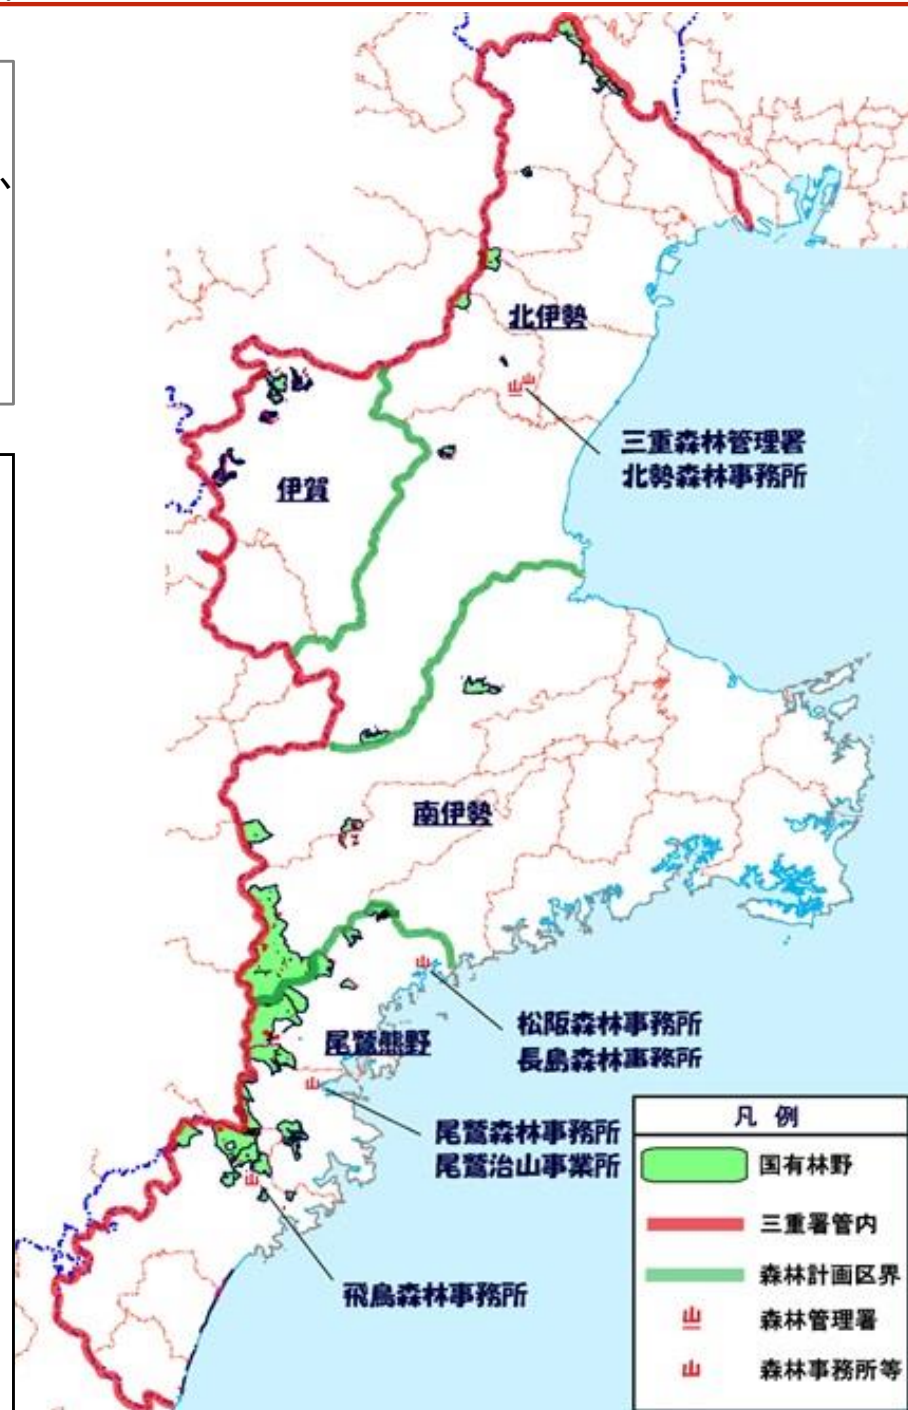 い
北伊勢
三重森林管理署
北勢森林事務所
伊賀
南伊勢
松阪森林事務所
長島森林事務所
尾鷲熊野
尾鷲森林事務所
尾鷲治山事業所
飛鳥森林事務所
凡 例
国有林野
三重署管内
森林計画区界
森林管理署
森林事務所等